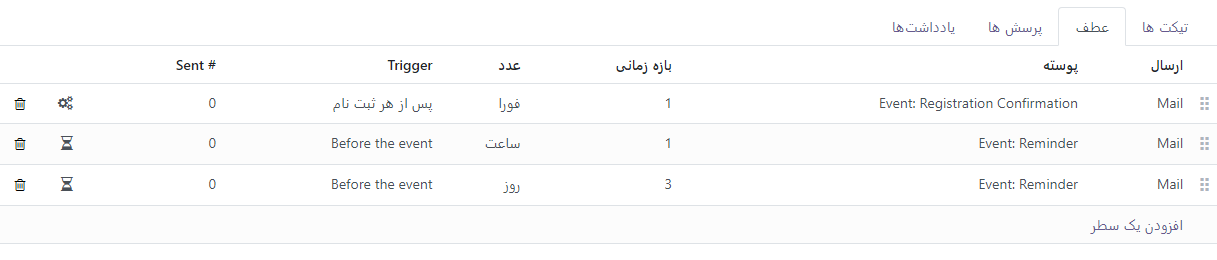 تیکت ها عطف پرسش ها یادداشت‌ها
ارسال پوسته بازه زمانی عدد Trigger Sent #
Mail Event: Registration Confirmation 1 فورا پس از هر ثبت نام 0
Mail Event: Reminder 1 ساعت Before the event 0
Mail Event: Reminder 3 روز Before the event 0
افزودن یک سطر